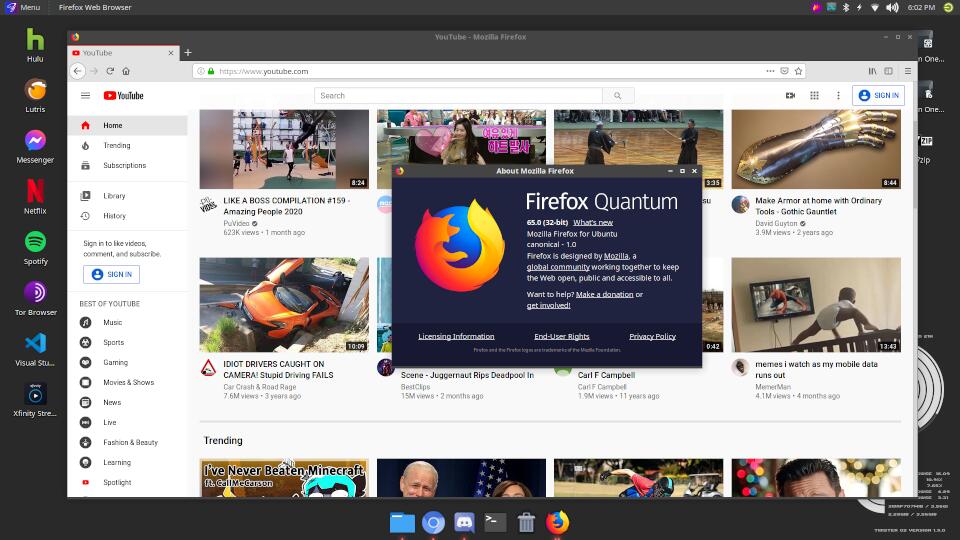 Menu
Firefox Web Browser
6:02 PM
YouTube - Mozilla Firefox
YouTube
https://www.youtube.com
YouTube
Search
SIGN IN
Hulu
Lutris
Messenger
Netflix
Spotify
Tor Browser
Visual Stu...
Xfinity Stre...
Home
Trending
Subscriptions
Library
History
Sign in to like videos,
comment, and subscribe.
SIGN IN
BEST OF YOUTUBE
Music
Sports
Gaming
Movies & Shows
News
Live
Fashion & Beauty
Learning
Spotlight
8:24
3:35
8:44
LIKE A BOSS COMPILATION #159 -
Amazing People 2020
PuVideo
623K views • 1 month ago
Make Armor at home with Ordinary
Tools - Gothic Gauntlet
David Guyton
3.9M views • 2 years ago
About Mozilla Firefox
Firefox Quantum
65.0 (32-bit) What's new
Mozilla Firefox for Ubuntu
canonical - 1.0
Firefox is designed by Mozilla, a
global community working together to keep
the Web open, public and accessible to all.
Want to help? Make a donation or
get involved!
Licensing Information
End-User Rights
Privacy Policy
Firefox and the Firefox logos are trademarks of the Mozilla Foundation.
10:09
0:42
13:43
IDIOT DRIVERS CAUGHT ON
CAMERA! Stupid Driving FAILS
Car Crash & Road Rage
7.6M views • 3 years ago
Scene - Juggernaut Rips Deadpool In
BestClips
15M views • 2 months ago
Carl F Campbell
1.9M views • 11 years ago
memes i watch as my mobile data
runs out
MemerMan
4.1M views • 4 months ago
Trending
I've Never Beaten Minecraft
ft. CallMeCarson
n One...
n One...
ZIP
7zip
TWISTER OS VERSION 1.9.0